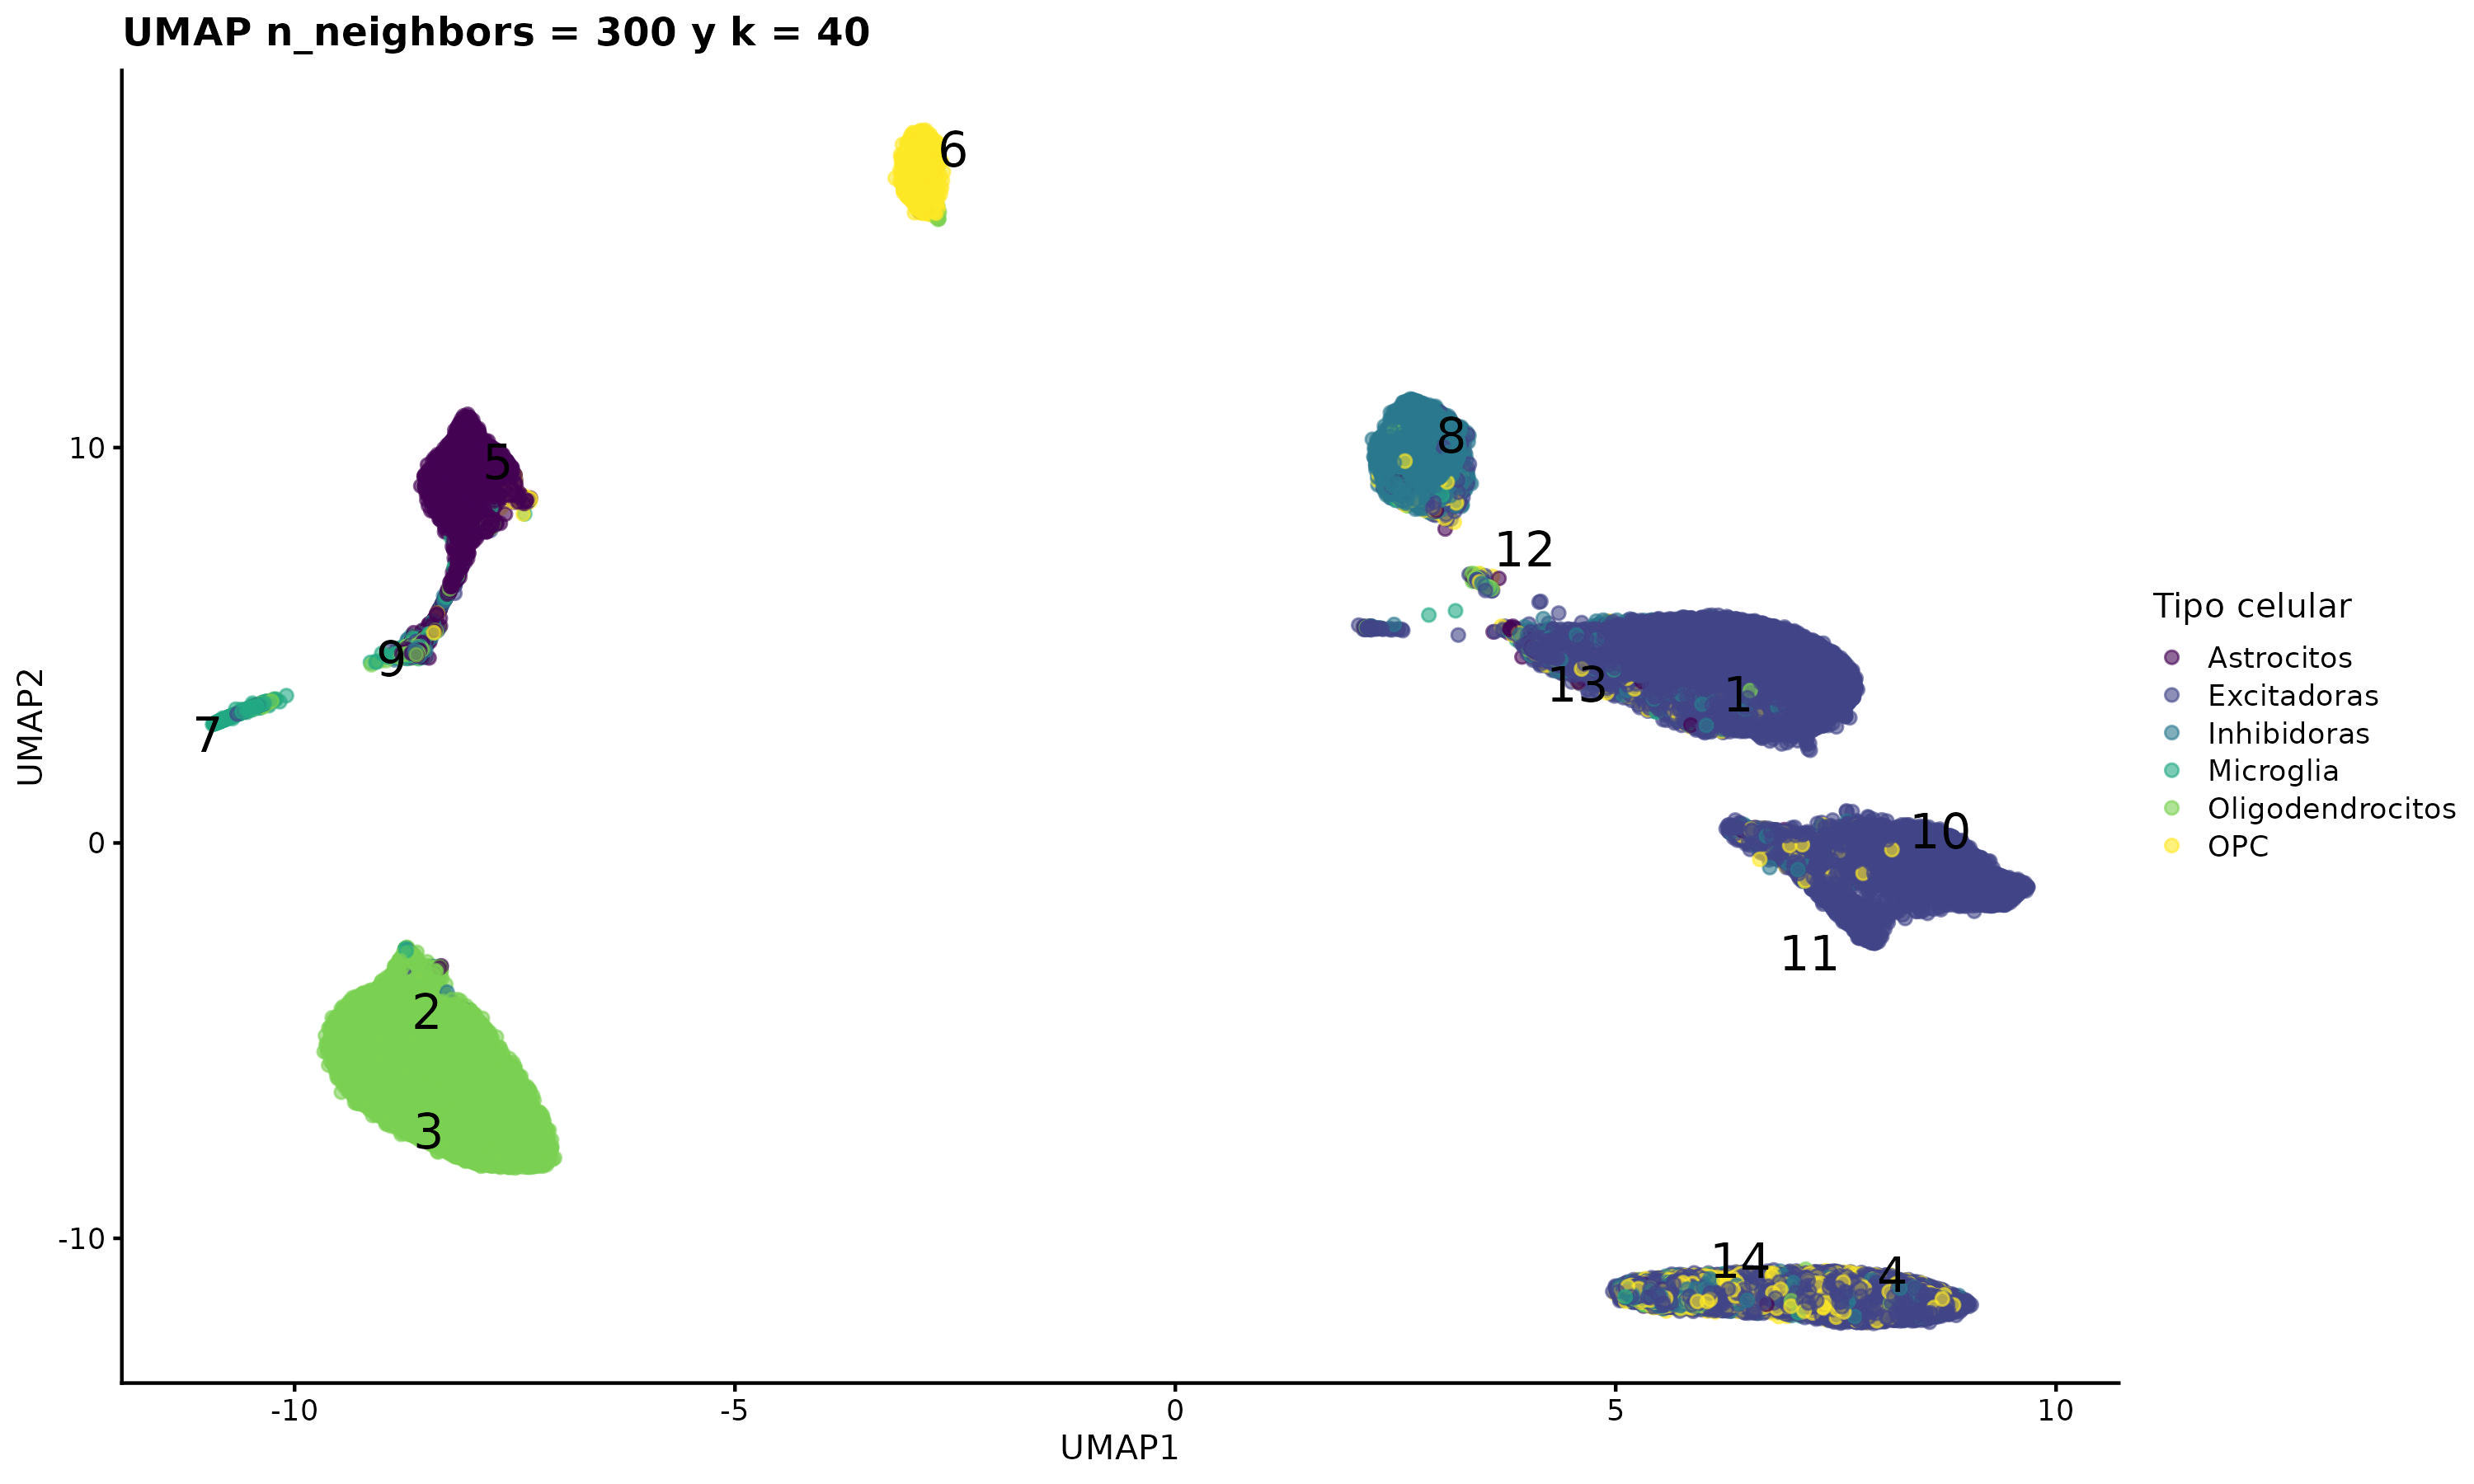 UMAP n_neighbors = 300 y k = 40
6
5
8
12
9
13
1
7
10
11
2
3
14
4
10
0
-10
UMAP2
-10
-5
0
5
10
UMAP1
Tipo celular
Astrocitos
Excitadoras
Inhibidoras
Microglia
Oligodendrocitos
OPC